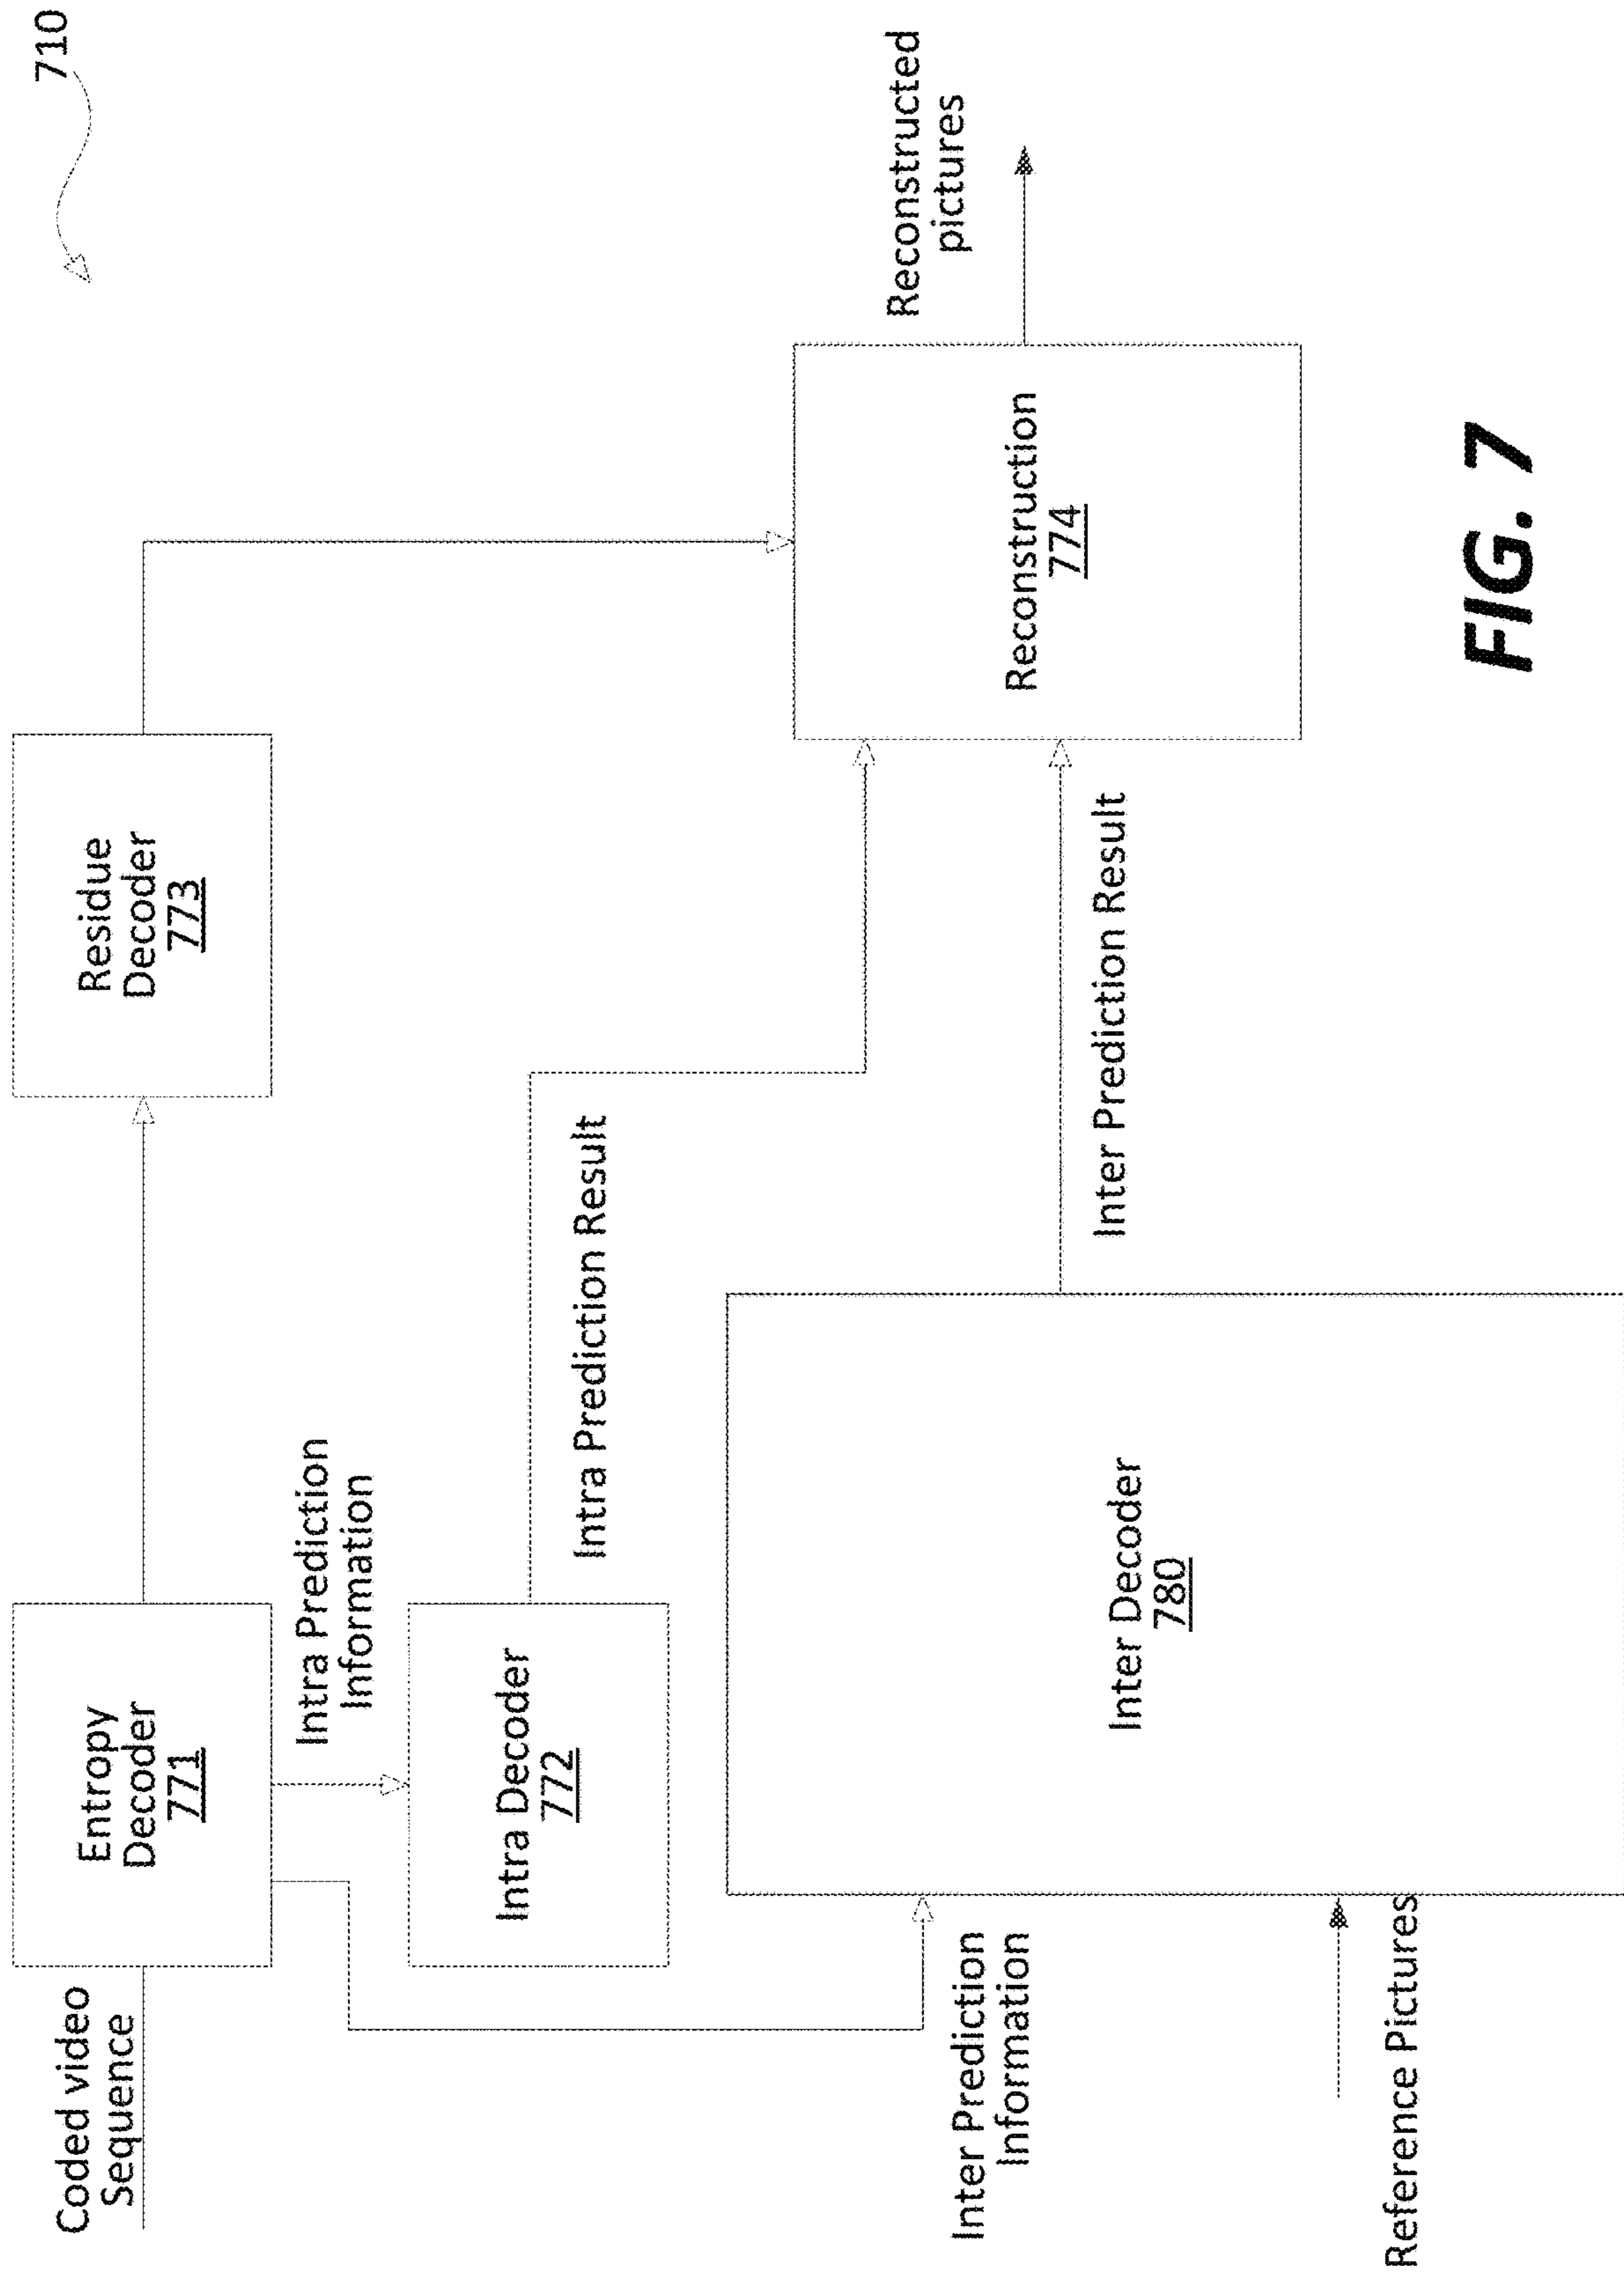 710
Coded video
Sequence
Entropy
Decoder
771
Residue
Decoder
773
Intra Prediction
Information
Intra Decoder
772
Intra Prediction Result
Reconstructed
pictures
Inter Prediction
Information
Inter Decoder
780
Inter Prediction Result
Reconstruction
774
Reference Pictures
FIG. 7